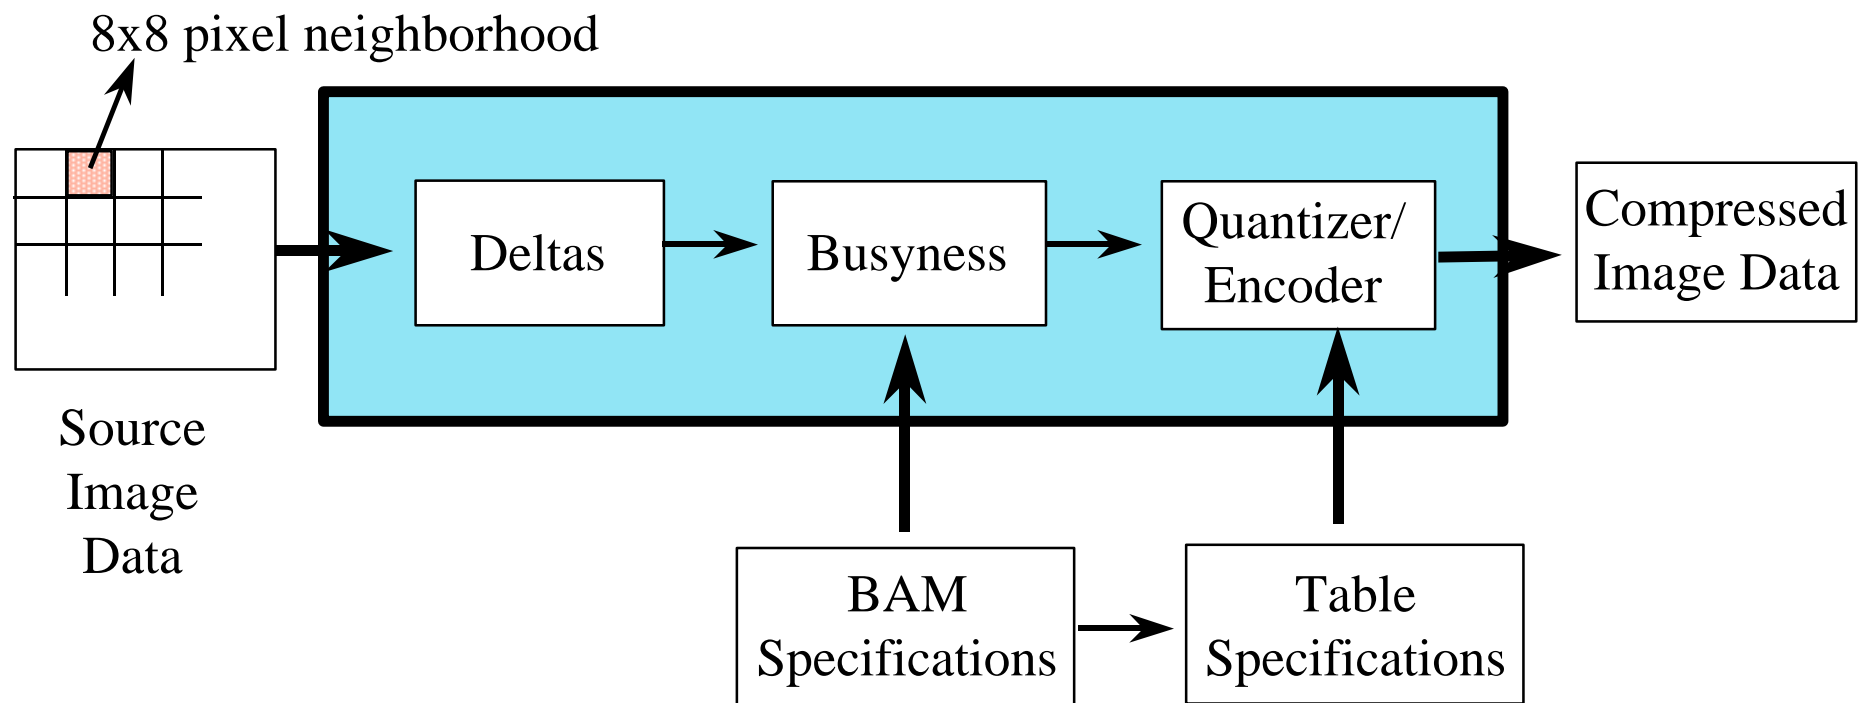 8x8 pixel neighborhood
Source
Image
Data
Deltas
Busyness
Quantizer/
Encoder
Compressed
Image Data
BAM
Specifications
Table
Specifications